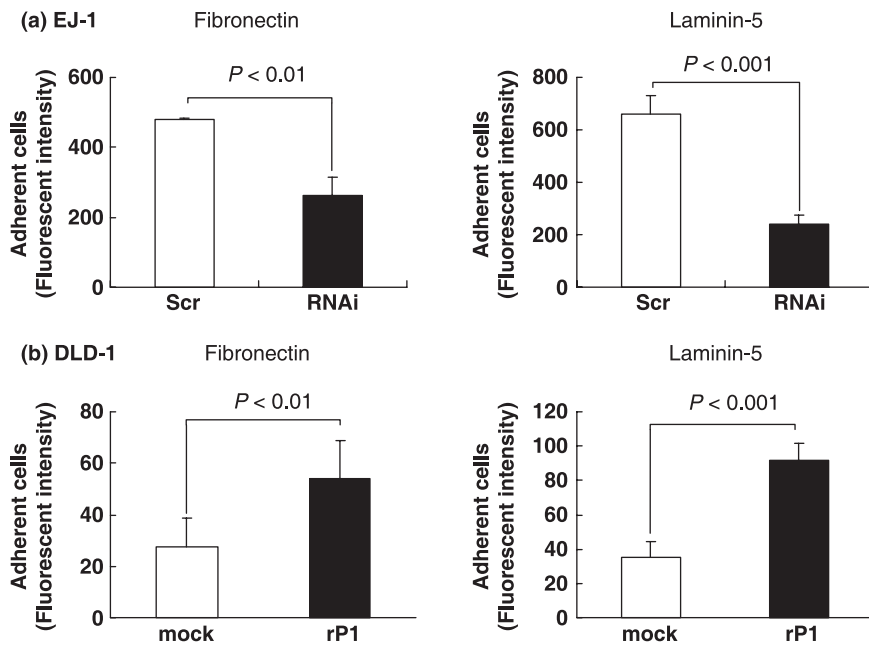 (a) EJ-1
Fibronectin
Adherent cells
(Fluorescent intensity)
600
400
200
0
P < 0.01
Scr
RNAi
Laminin-5
Adherent cells
(Fluorescent intensity)
800
600
400
200
0
P < 0.001
Scr
RNAi
(b) DLD-1
Fibronectin
Adherent cells
(Fluorescent intensity)
80
60
40
20
0
P < 0.01
mock
rP1
Laminin-5
Adherent cells
(Fluorescent intensity)
120
100
80
60
40
20
0
P < 0.001
mock
rP1